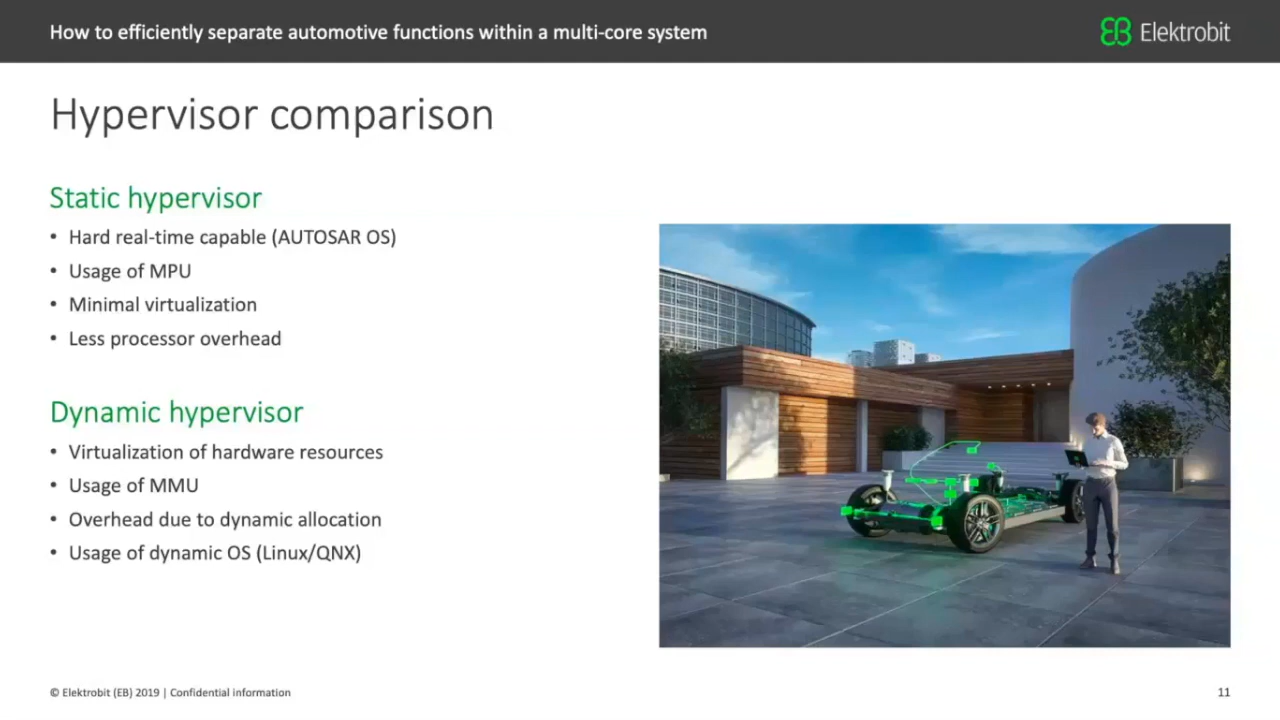 How to efficiently separate automotive functions within a multi-core system
EB Elektrobit
Hypervisor comparison
Static hypervisor
• Hard real-time capable (AUTOSAR OS)
• Usage of MPU
• Minimal virtualization
• Less processor overhead
Dynamic hypervisor
• Virtualization of hardware resources
• Usage of MMU
• Overhead due to dynamic allocation
• Usage of dynamic OS (Linux/QNX)
© Elektrobit (EB) 2019 | Confidential information
11